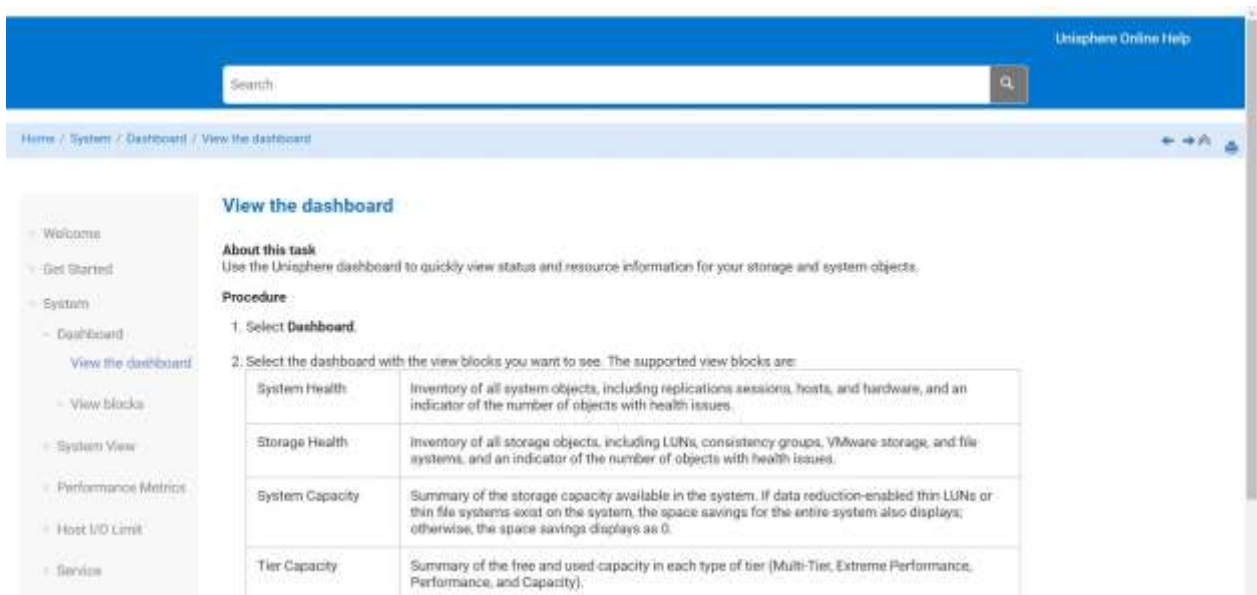 Unisphere Online Help
Search
Home / System / Dashboard / View the dashboard
View the dashboard
Welcome
Get Started
System
Dashboard
View the dashboard
View blocks
System View
Performance Metrics
Host I/O Limit
Service
About this task
Use the Unisphere dashboard to quickly view status and resource information for your storage and system objects.
Procedure
1. Select Dashboard.
2. Select the dashboard with the view blocks you want to see. The supported view blocks are:
System Health
Inventory of all system objects, including replications sessions, hosts, and hardware, and an
indicator of the number of objects with health issues.
Storage Health
Inventory of all storage objects, including LUNs, consistency groups, VMware storage, and file
systems, and an indicator of the number of objects with health issues.
System Capacity
Summary of the storage capacity available in the system. If data reduction-enabled thin LUNs or
thin file systems exist on the system, the space savings for the entire system also displays;
otherwise, the space savings displays as 0.
Tier Capacity
Summary of the free and used capacity in each type of tier (Multi-Tier, Extreme Performance,
Performance, and Capacity).